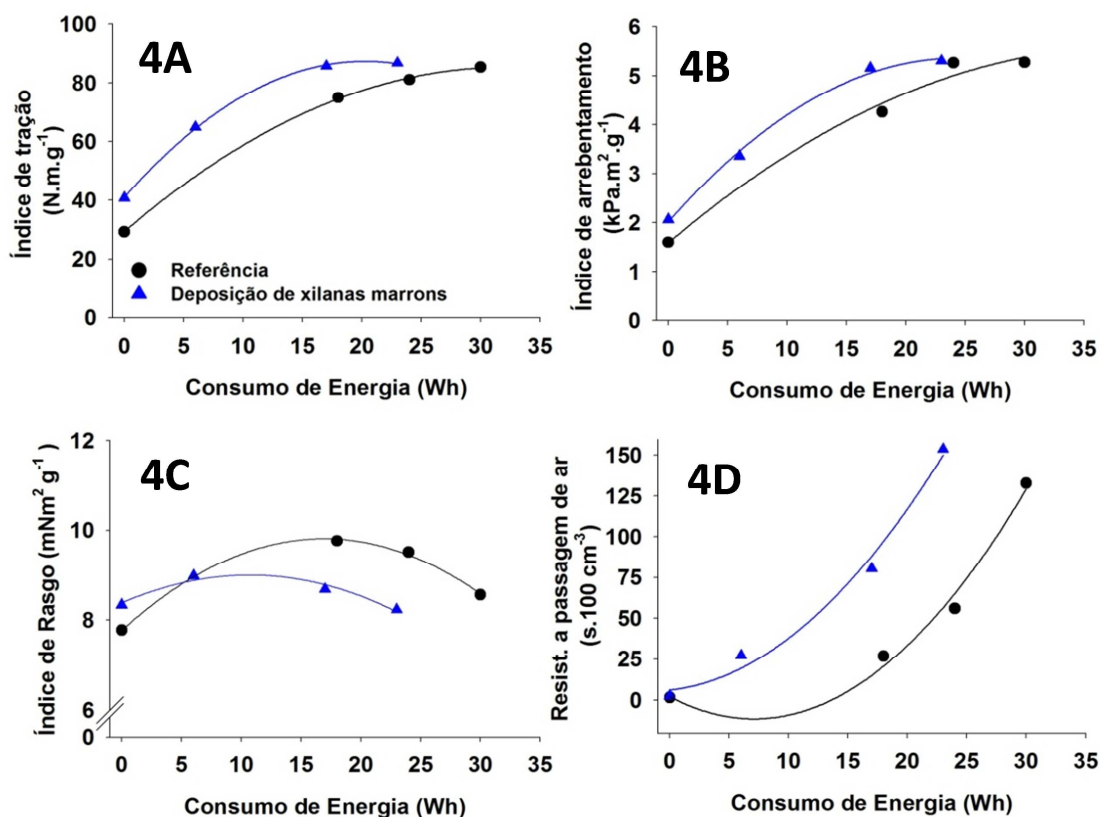 4A
Índice de tração
(N.m.g-1)
100
80
60
40
20
0
Referência
Deposição de xilanas marrons
0 5 10 15 20 25 30 35
Consumo de Energia (Wh)
4B
Índice de arrebentamento
(kPa.m².g-1)
6
5
4
3
2
1
0
0 5 10 15 20 25 30 35
Consumo de Energia (Wh)
4C
Índice de Rasgo (mNm² g-1)
12
10
8
6
0
0 5 10 15 20 25 30 35
Consumo de Energia (Wh)
4D
Resist. a passagem de ar
(s.100 cm-3)
150
125
100
75
50
25
0
0 5 10 15 20 25 30 35
Consumo de Energia (Wh)